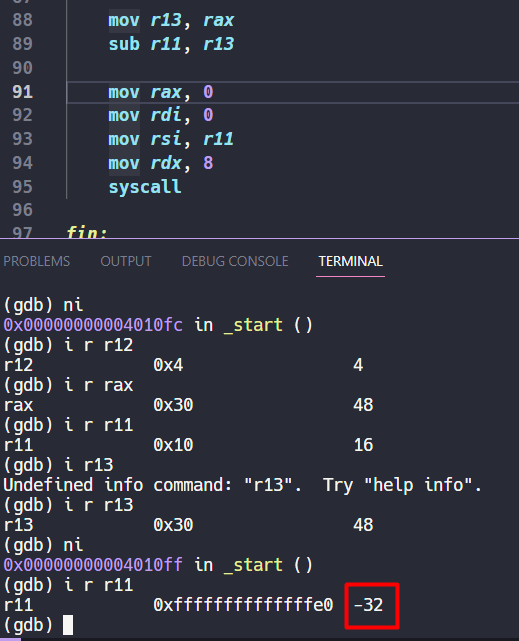 87
88 mov r13, rax
89 sub r11, r13
90
91 mov rax, 0
92 mov rdi, 0
93 mov rsi, r11
94 mov rdx, 8
95 syscall
96
97 fin:
PROBLEMS OUTPUT DEBUG CONSOLE TERMINAL
(gdb) ni
0x00000000004010fc in _start ()
(gdb) i r r12
r12 0x4 4
(gdb) i r rax
rax 0x30 48
(gdb) i r r11
r11 0x10 16
(gdb) i r13
Undefined info command: "r13". Try "help info".
(gdb) i r r13
r13 0x30 48
(gdb) ni
0x00000000004010ff in _start ()
(gdb) i r r11
r11 0xffffffffffffffe0 -32
(gdb)